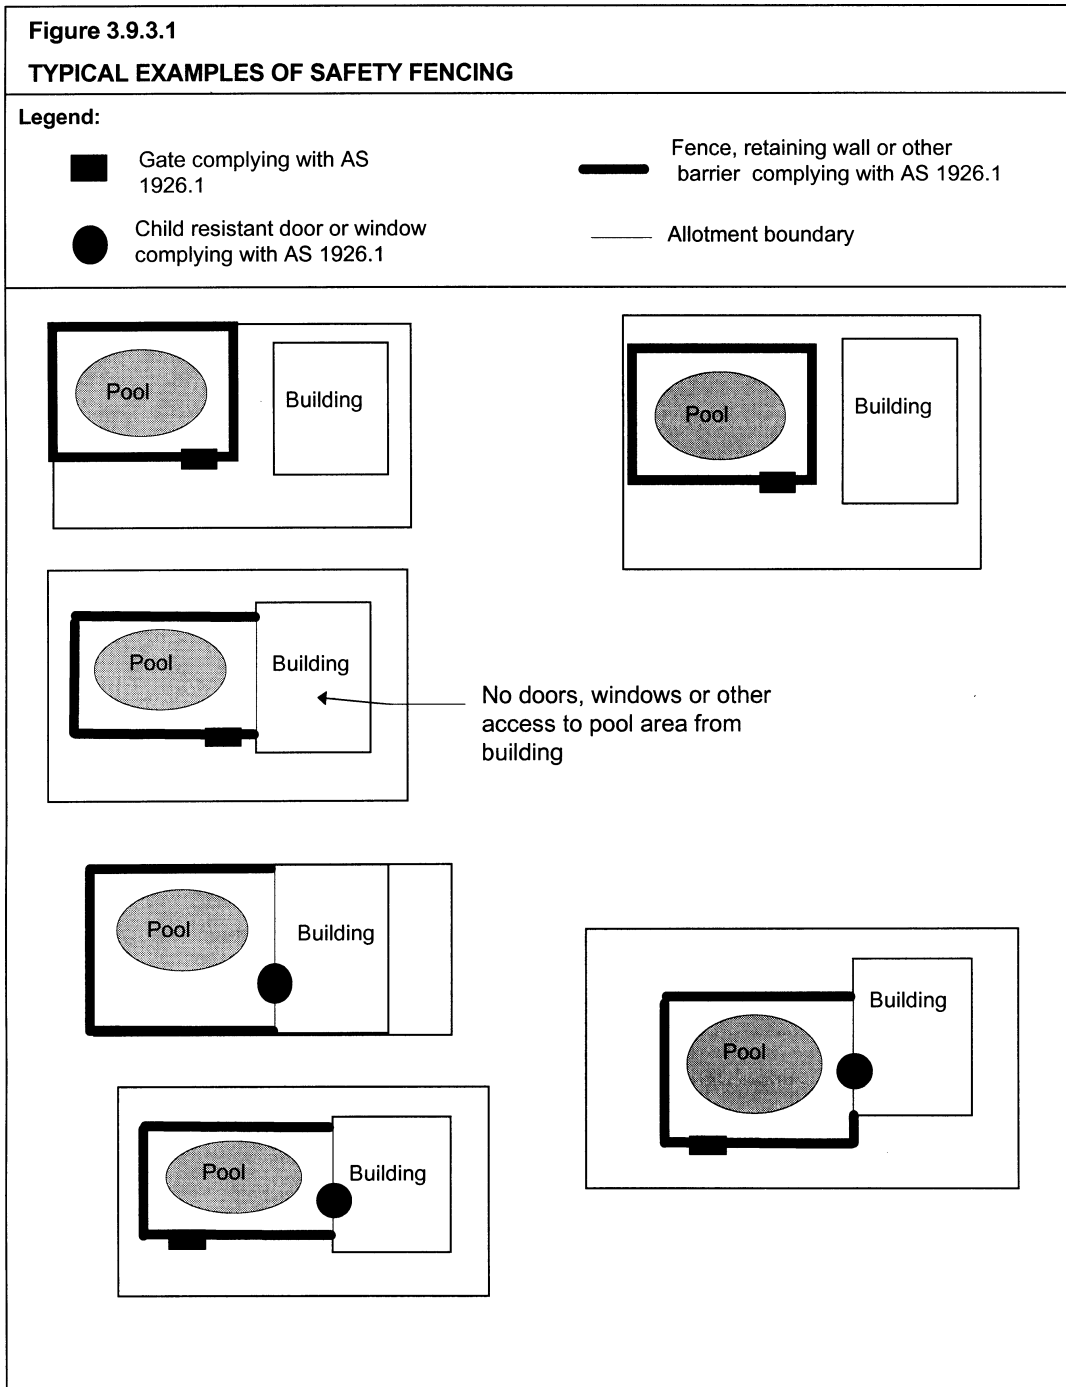 Figure 3.9.3.1
TYPICAL EXAMPLES OF SAFETY FENCING
Legend:
Gate complying with AS
1926.1
Fence, retaining wall or other
barrier complying with AS 1926.1
Child resistant door or window
complying with AS 1926.1
Allotment boundary
Pool
Building
Pool
Building
Pool
Building
No doors, windows or other
access to pool area from
building
Pool
Building
Pool
Building
Pool
Building